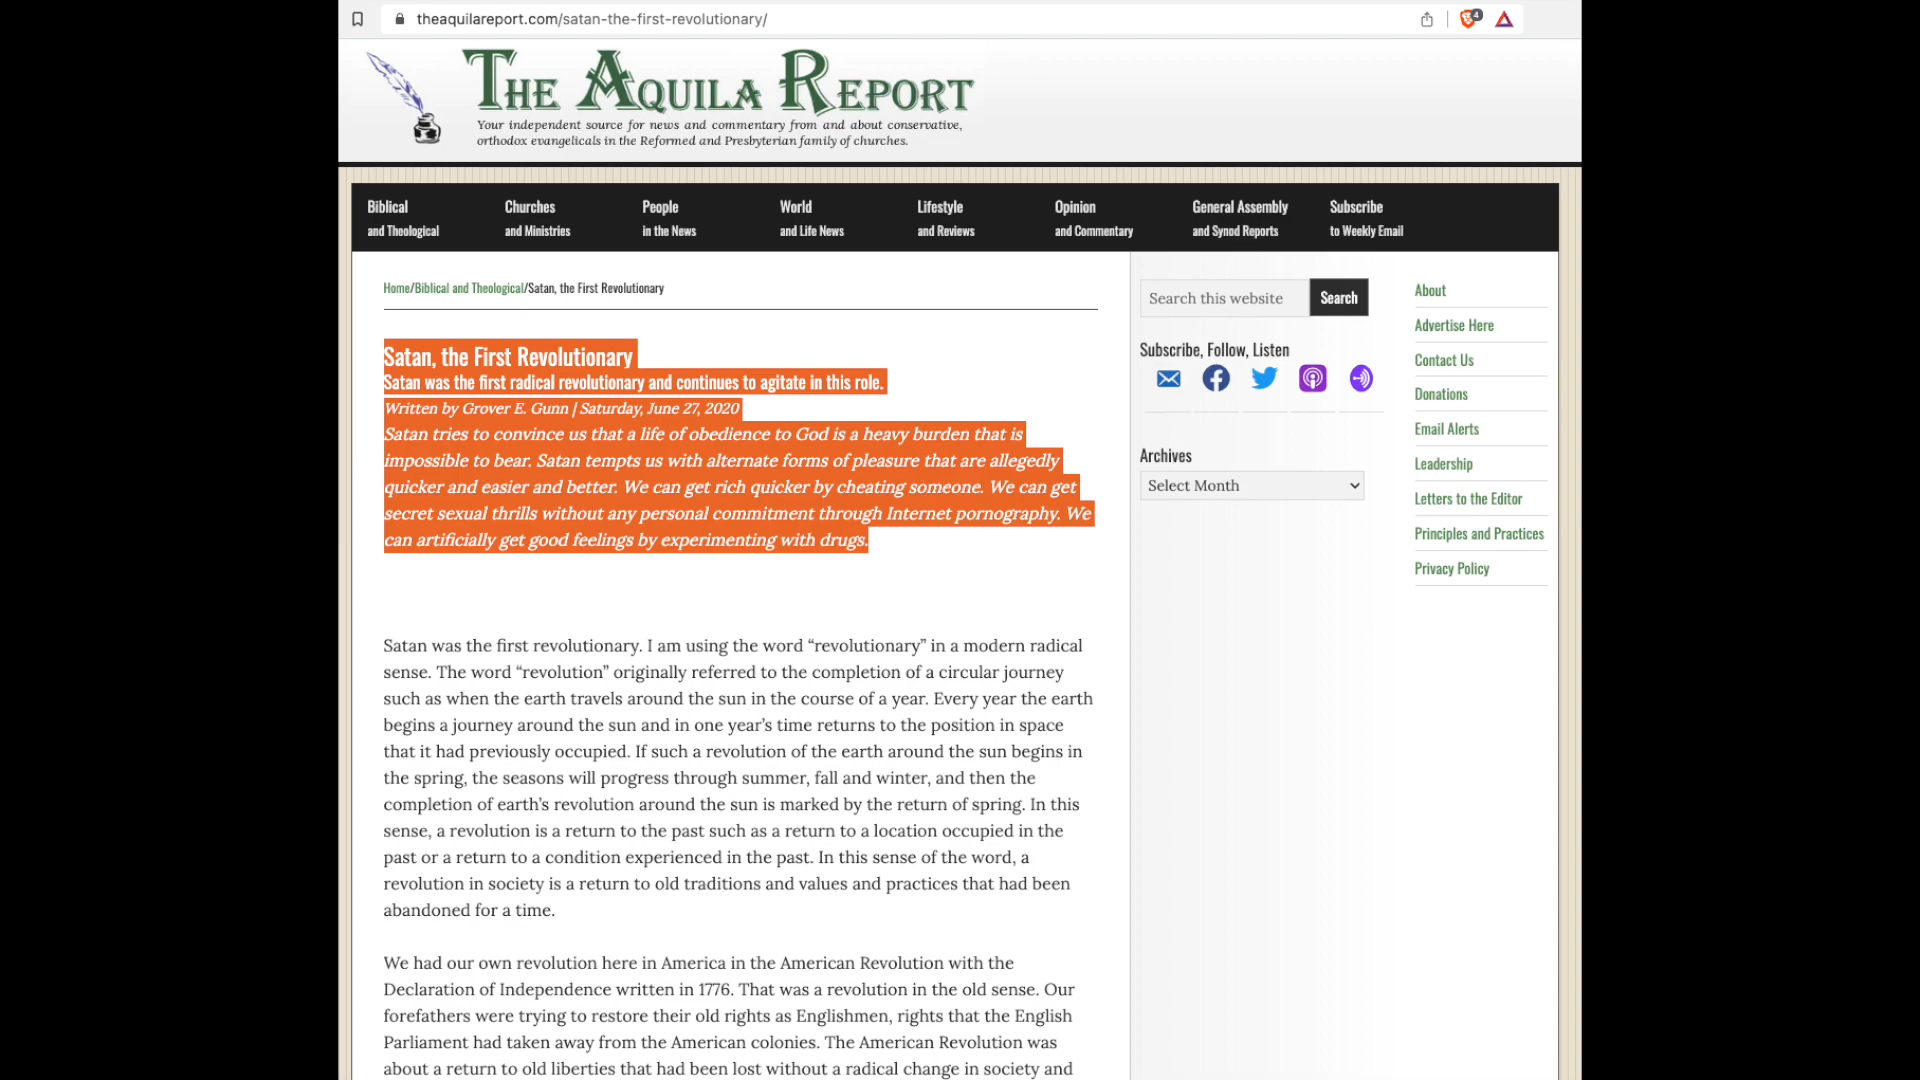 theaquilareport.com/satan-the-first-revolutionary/
4
The Aquila Report
Your independent source for news and commentary from and about conservative,
orthodox evangelicals in the Reformed and Presbyterian family of churches.
Biblical
and Theological
Churches
and Ministries
People
in the News
World
and Life News
Lifestyle
and Reviews
Opinion
and Commentary
General Assembly
and Synod Reports
Subscribe
to Weekly Email
Home/Biblical and Theological/Satan, the First Revolutionary
Satan, the First Revolutionary
Satan was the first radical revolutionary and continues to agitate in this role.
Written by Grover E. Gunn | Saturday, June 27, 2020
Satan tries to convince us that a life of obedience to God is a heavy burden that is
impossible to bear. Satan tempts us with alternate forms of pleasure that are allegedly
quicker and easier and better. We can get rich quicker by cheating someone. We can get
secret sexual thrills without any personal commitment through Internet pornography. We
can artificially get good feelings by experimenting with drugs.
Satan was the first revolutionary. I am using the word “revolutionary” in a modern radical
sense. The word “revolution” originally referred to the completion of a circular journey
such as when the earth travels around the sun in the course of a year. Every year the earth
begins a journey around the sun and in one year’s time returns to the position in space
that it had previously occupied. If such a revolution of the earth around the sun begins in
the spring, the seasons will progress through summer, fall and winter, and then the
completion of earth’s revolution around the sun is marked by the return of spring. In this
sense, a revolution is a return to the past such as a return to a location occupied in the
past or a return to a condition experienced in the past. In this sense of the word, a
revolution in society is a return to old traditions and values and practices that had been
abandoned for a time.
We had our own revolution here in America in the American Revolution with the
Declaration of Independence written in 1776. That was a revolution in the old sense. Our
forefathers were trying to restore their old rights as Englishmen, rights that the English
Parliament had taken away from the American colonies. The American Revolution was
about a return to old liberties that had been lost without a radical change in society and
Search this website
Search
Subscribe, Follow, Listen
Archives
Select Month
About
Advertise Here
Contact Us
Donations
Email Alerts
Leadership
Letters to the Editor
Principles and Practices
Privacy Policy